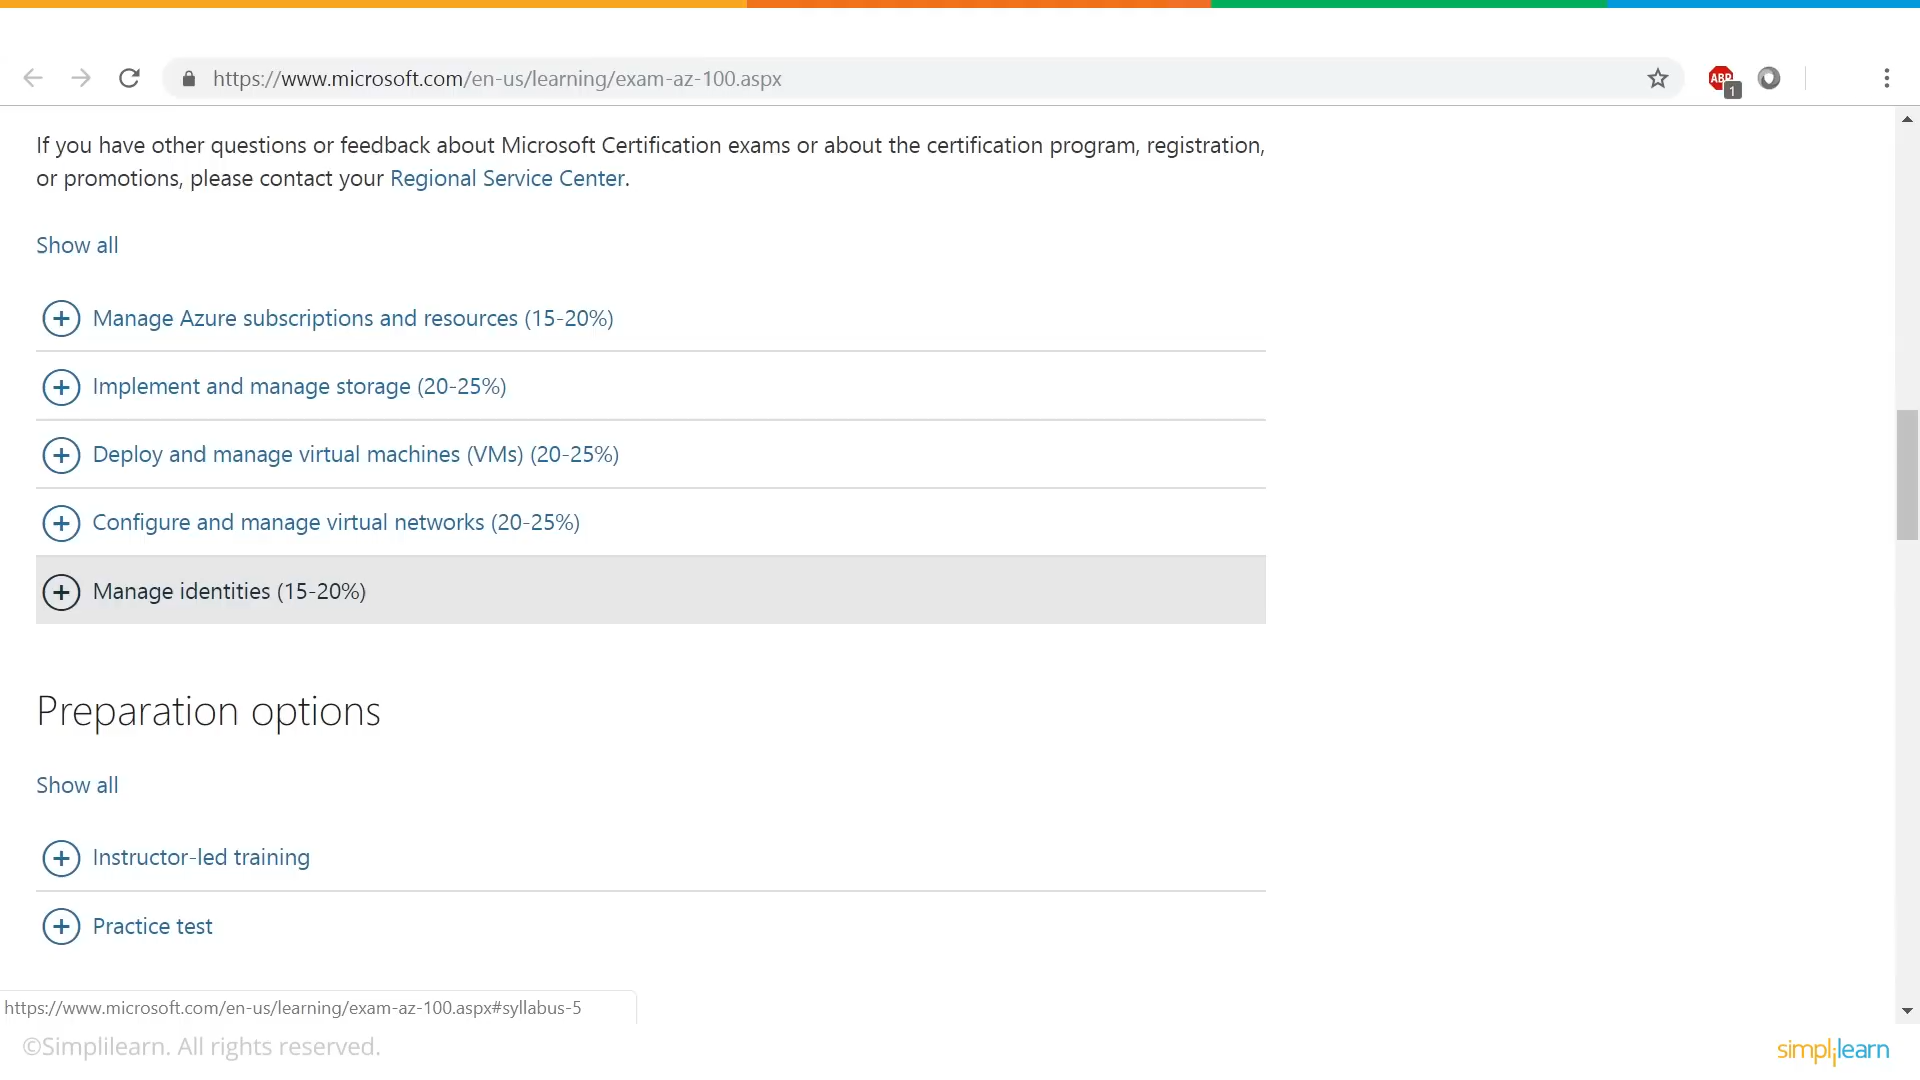 https://www.microsoft.com/en-us/learning/exam-az-100.aspx
ABP
1
If you have other questions or feedback about Microsoft Certification exams or about the certification program, registration,
or promotions, please contact your Regional Service Center.
Show all
Manage Azure subscriptions and resources (15-20%)
Implement and manage storage (20-25%)
Deploy and manage virtual machines (VMs) (20-25%)
Configure and manage virtual networks (20-25%)
Manage identities (15-20%)
Preparation options
Show all
Instructor-led training
Practice test
https://www.microsoft.com/en-us/learning/exam-az-100.aspx#syllabus-5
©Simplilearn. All rights reserved.
simplilearn